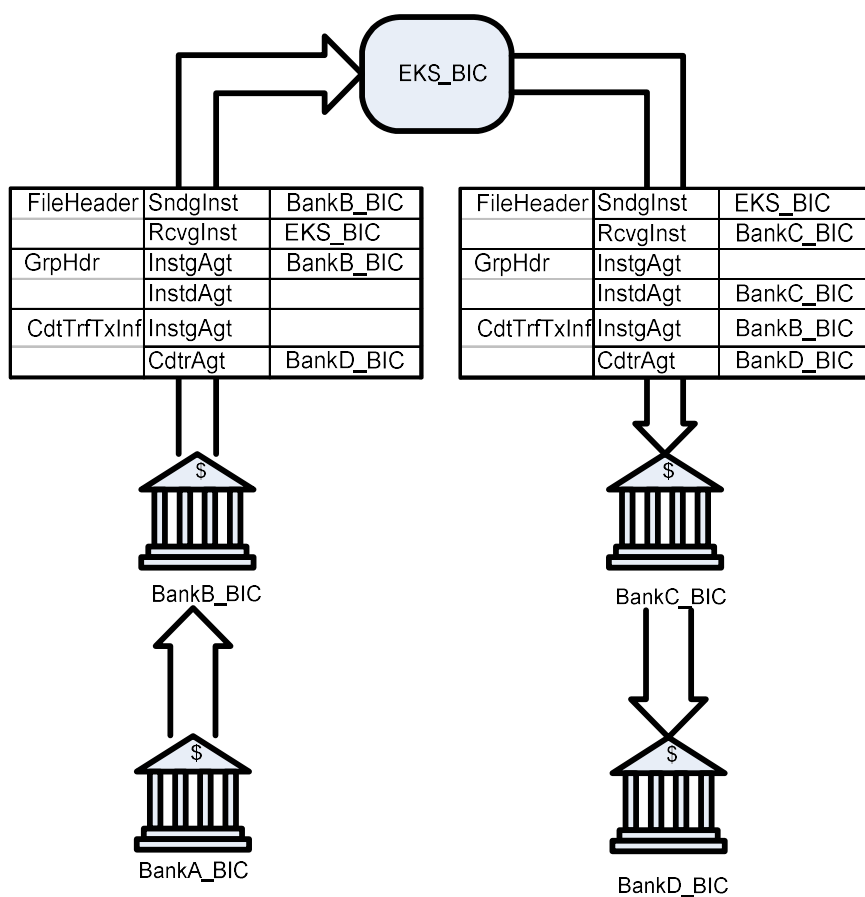 EKS_BIC
FileHeader SndgInst BankB_BIC
RcvgInst EKS_BIC
GrpHdr InstgAgt BankB_BIC
InstdAgt
CdtTrfTxInf InstgAgt
CdtrAgt BankD_BIC
FileHeader SndgInst EKS_BIC
RcvgInst BankC_BIC
GrpHdr InstgAgt
InstdAgt BankC_BIC
CdtTrfTxInf InstgAgt BankB_BIC
CdtrAgt BankD_BIC
$
BankB_BIC
$
BankC_BIC
$
BankA_BIC
$
BankD_BIC